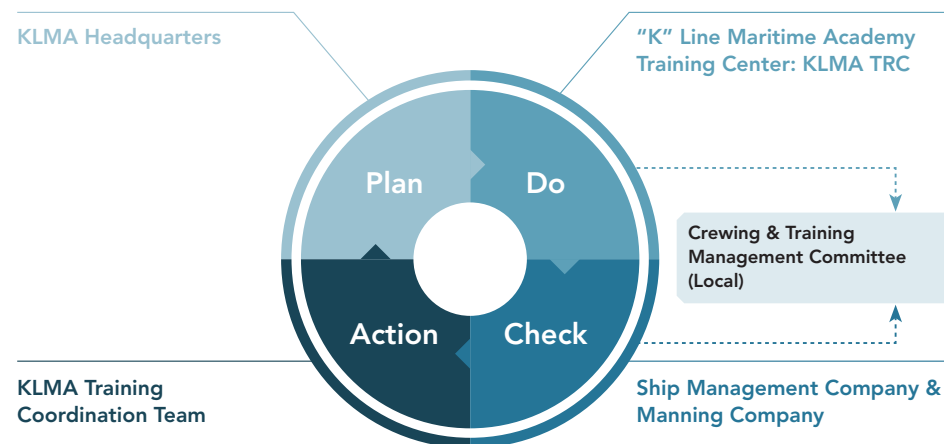 KLMA Headquarters
“K” Line Maritime Academy
Training Center: KLMA TRC
Plan
Do
Crewing & Training
Management Committee
(Local)
Action
Check
KLMA Training
Coordination Team
Ship Management Company &
Manning Company